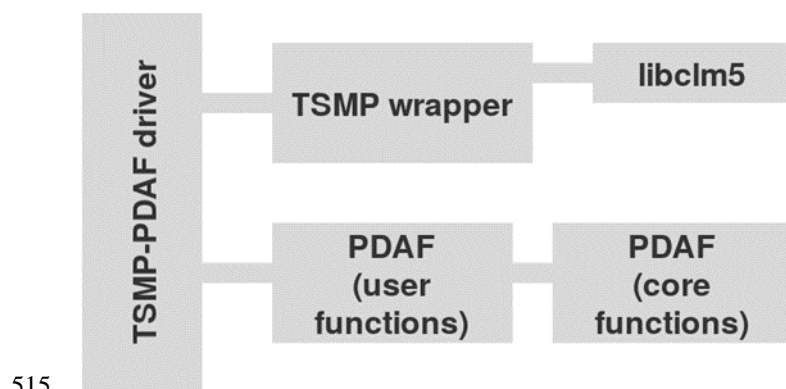 TSMP-PDAF driver
TSMP wrapper
libclm5
PDAF
(user
functions)
PDAF
(core
functions)
515